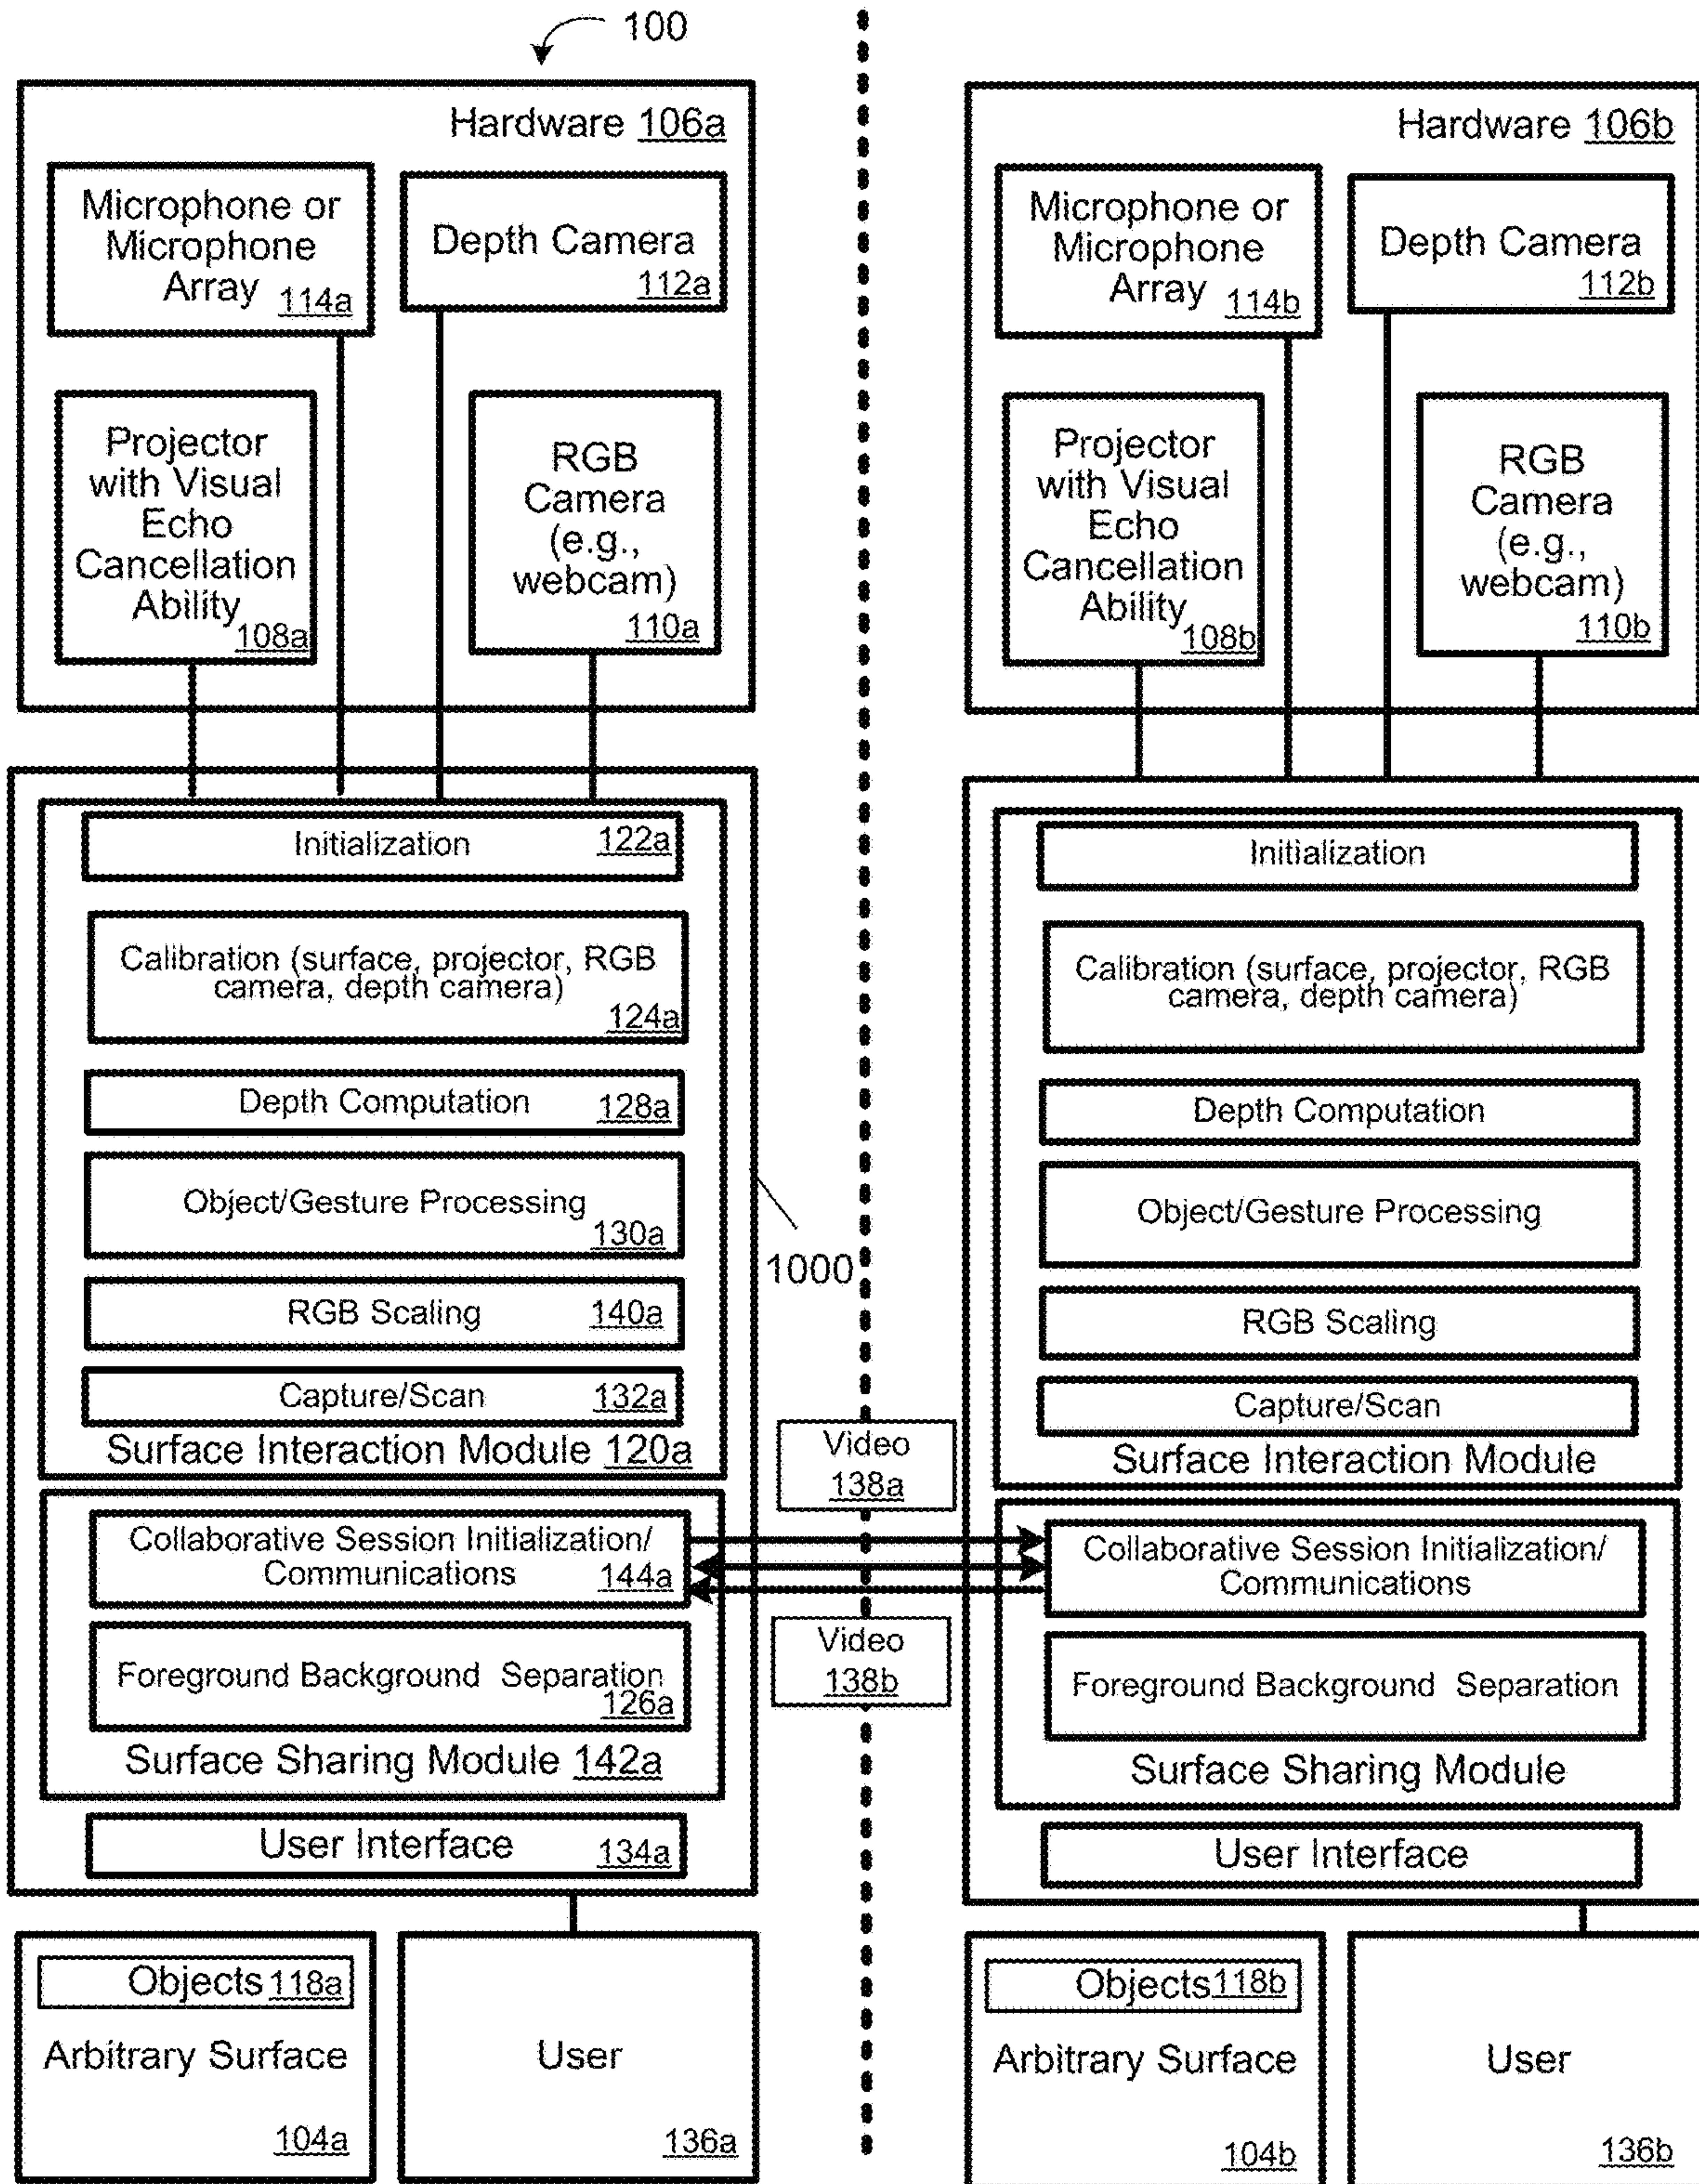 100
Hardware 106a
Microphone or
Microphone
Array 114a
Depth Camera
112a
Projector
with Visual
Echo
Cancellation
Ability
108a
RGB
Camera
(e.g.,
webcam)
110a
Initialization 122a
Calibration (surface, projector, RGB
camera, depth camera)
124a
Depth Computation 128a
Object/Gesture Processing
130a
RGB Scaling 140a
Capture/Scan 132a
Surface Interaction Module 120a
1000
Collaborative Session Initialization/
Communications 144a
Foreground Background Separation
126a
Surface Sharing Module 142a
User Interface 134a
Objects 118a
Arbitrary Surface
104a
User
136a
Video
138a
Video
138b
Hardware 106b
Microphone or
Microphone
Array 114b
Depth Camera
112b
Projector
with Visual
Echo
Cancellation
Ability
108b
RGB
Camera
(e.g.,
webcam)
110b
Initialization
Calibration (surface, projector, RGB
camera, depth camera)
Depth Computation
Object/Gesture Processing
RGB Scaling
Capture/Scan
Surface Interaction Module
Collaborative Session Initialization/
Communications
Foreground Background Separation
Surface Sharing Module
User Interface
Objects 118b
Arbitrary Surface
104b
User
136b